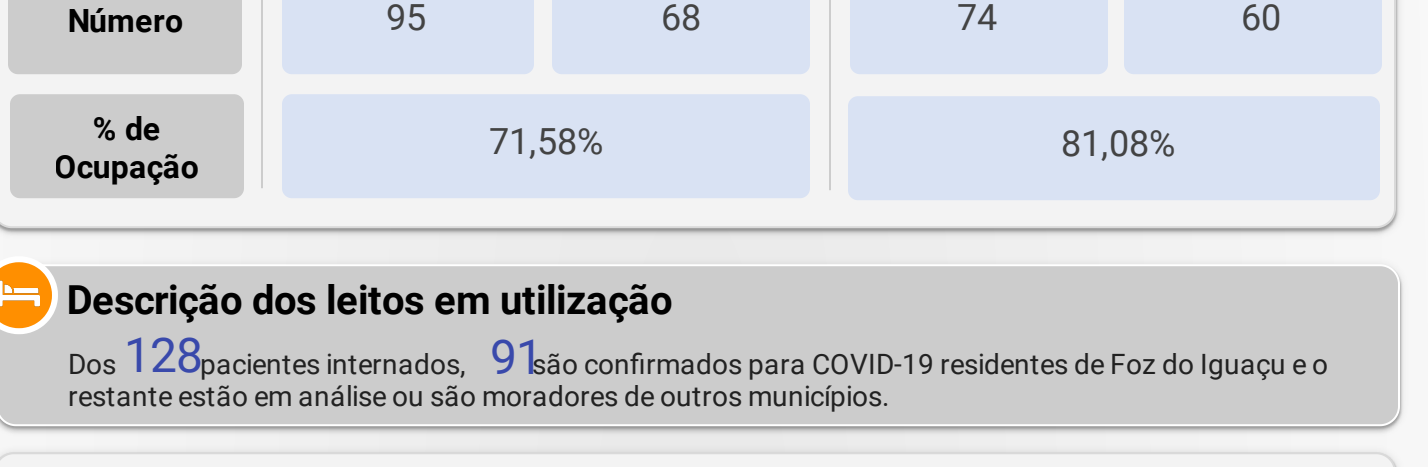 Número 95 68 74 60
% de
Ocupação 71,58% 81,08%
Descrição dos leitos em utilização
Dos 128 pacientes internados, 91 são confirmados para COVID-19 residentes de Foz do Iguaçu e o
restante estão em análise ou são moradores de outros municípios.